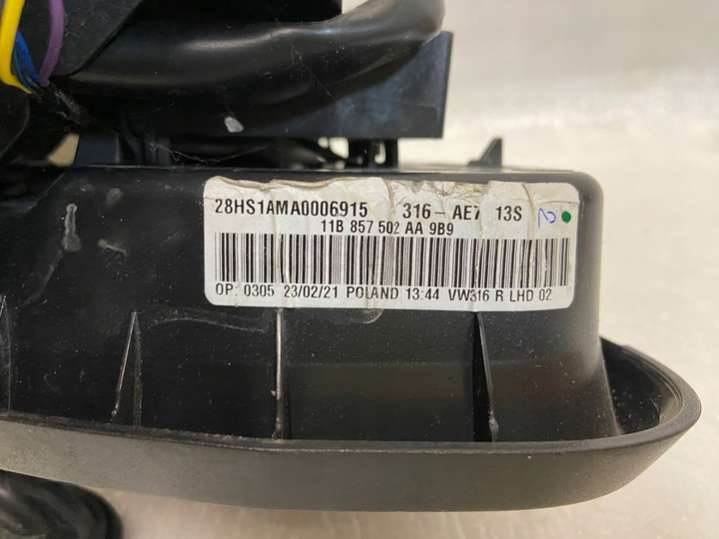 28HS1AMA0006915 316- AE7 13S
11B 857 502 AA 9B9
OP: 0305 23/02/21 POLAND 13:44 VW316 R LHD 02